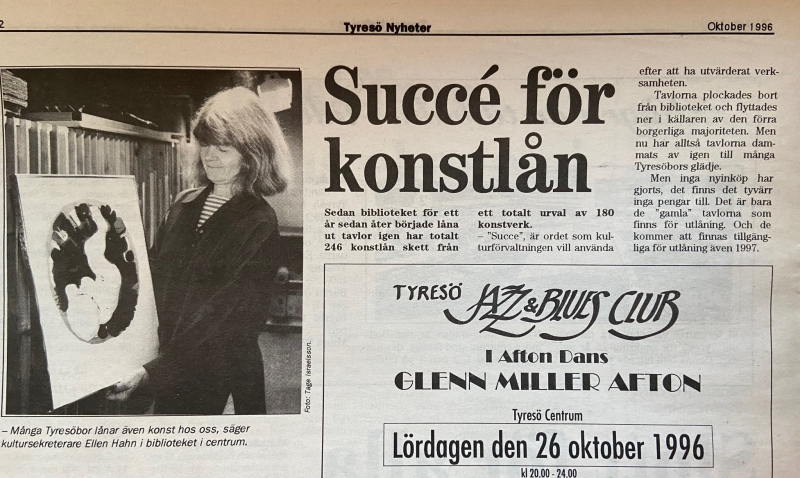 2
Tyresö Nyheter
Oktober 1996
Foto: Tage Israelsson.
– Många Tyresöbor lånar även konst hos oss, säger
kultursekreterare Ellen Hahn i biblioteket i centrum.
Succé för
konstlån
Sedan biblioteket för ett
år sedan åter började låna
ut tavlor igen har totalt
246 konstlån skett från
ett totalt urval av 180
konstverk.
– "Succe", är ordet som kul-
turförvaltningen vill använda
efter att ha utvärderat verk-
samheten.
Tavlorna plockades bort
från biblioteket och flyttades
ner i källaren av den förra
borgerliga majoriteten. Men
nu har alltså tavlorna dam-
mats av igen till många
Tyresöbors glädje.
Men inga nyinköp har
gjorts, det finns det tyvärr
inga pengar till. Det är bara
de "gamla" tavlorna som
finns för utlåning. Och de
kommer att finnas tillgäng-
liga för utlåning även 1997.
TYRESÖ JAZZ & BLUES CLUB
I Afton Dans
GLENN MILLER AFTON
Tyresö Centrum
Lördagen den 26 oktober 1996
kl 20.00 - 24.00